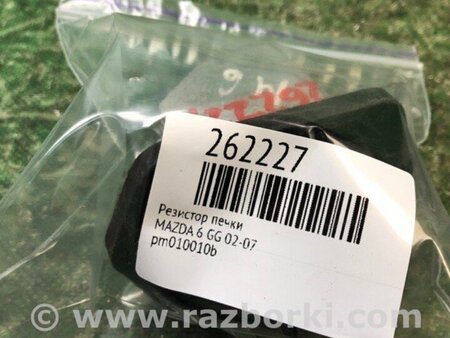 262227
Резистор печки
MAZDA 6 GG 02-07
pm010010b
© www.razborki.com